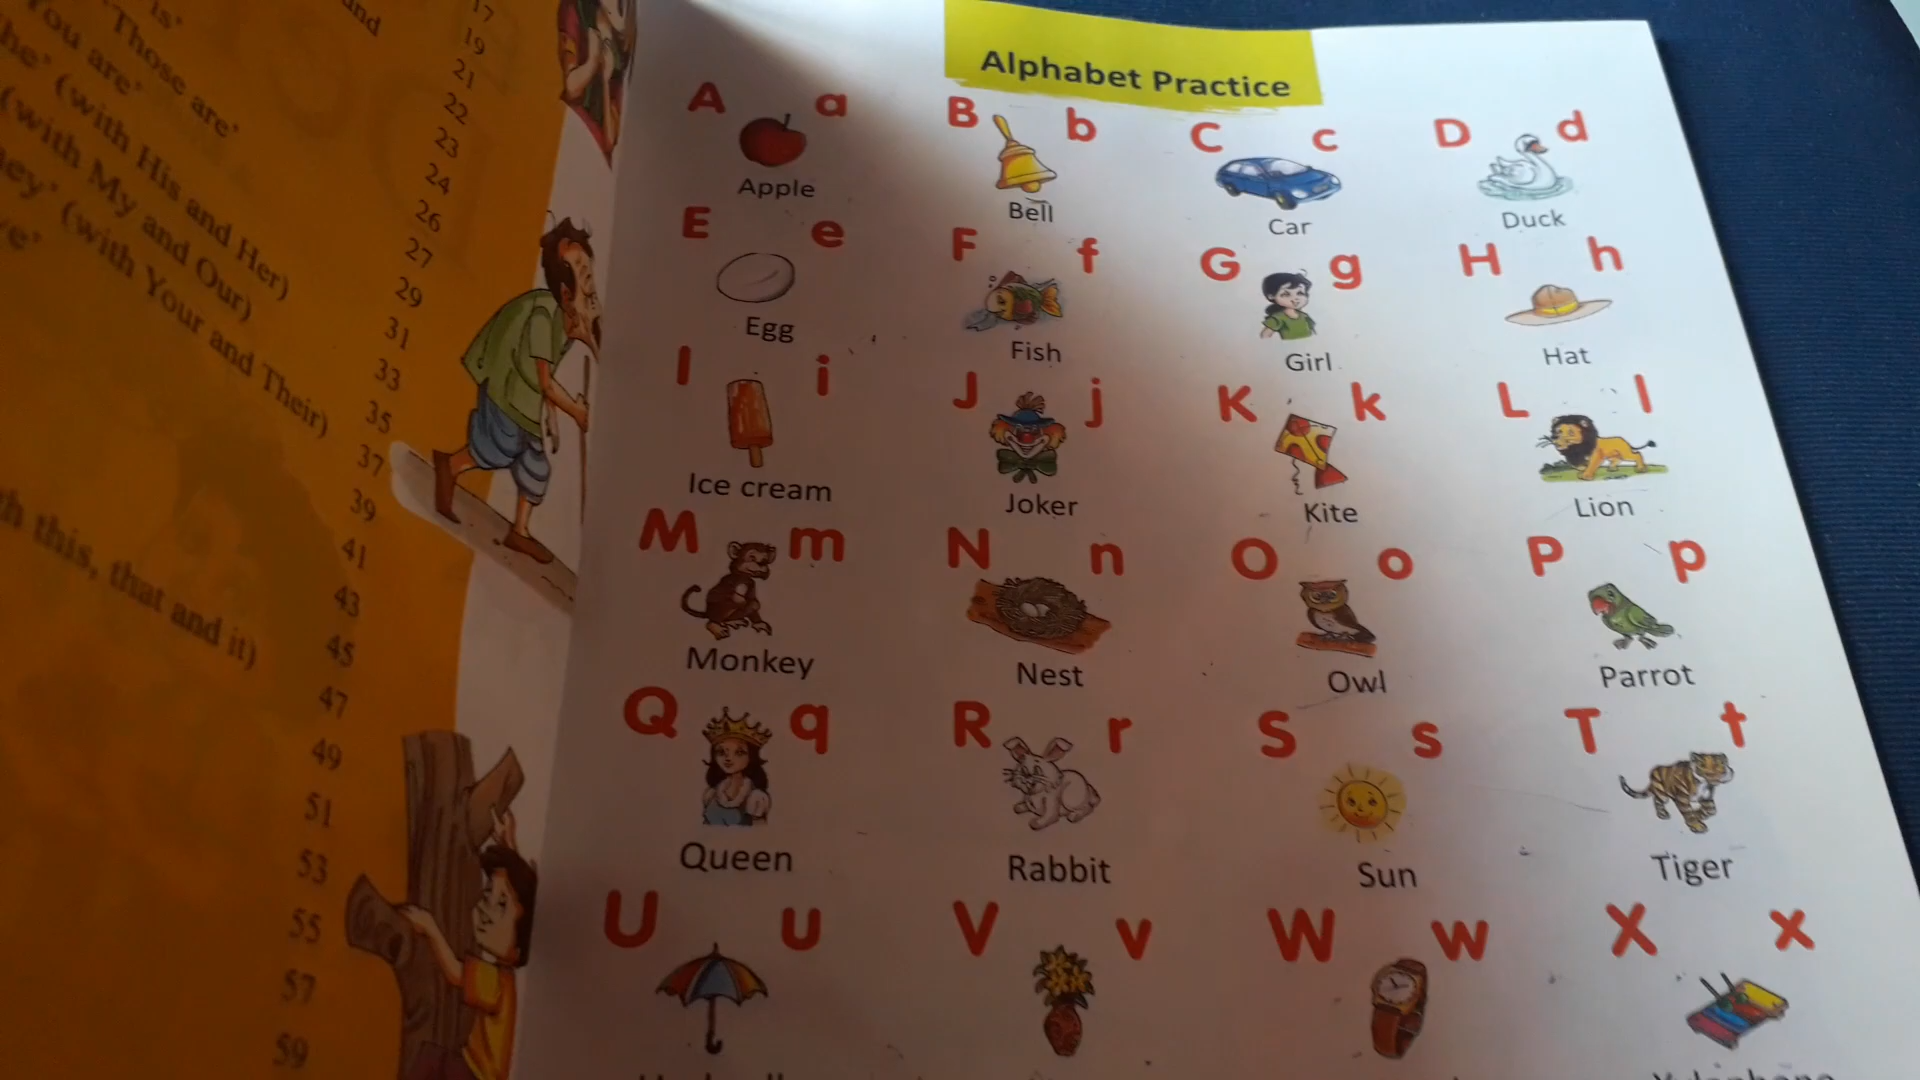 is'
'Those are'
You are'
(with His and Her)
(with My and Our)
(with Your and Their)
this, that and it)
17
19
21
22
23
24
26
27
29
31
33
35
37
39
41
43
45
47
49
51
53
55
57
59
Alphabet Practice
A a B b C c D d
Apple Bell Car Duck
E e F f G g H h
Egg Fish Girl Hat
I i J j K k L l
Ice cream Joker Kite Lion
M m N n O o P p
Monkey Nest Owl Parrot
Q q R r S s T t
Queen Rabbit Sun Tiger
U u V v W w X x